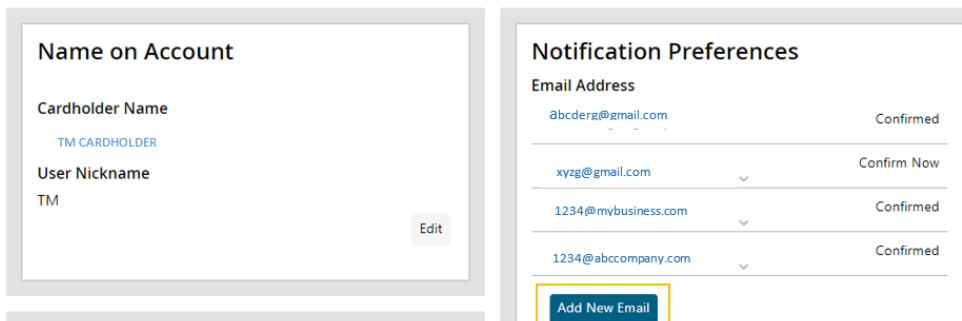 Name on Account
Cardholder Name
TM CARDHOLDER
User Nickname
TM
Edit
Notification Preferences
Email Address
abcderg@gmail.com Confirmed
xyzg@gmail.com Confirm Now
1234@mybusiness.com Confirmed
1234@abccompany.com Confirmed
Add New Email